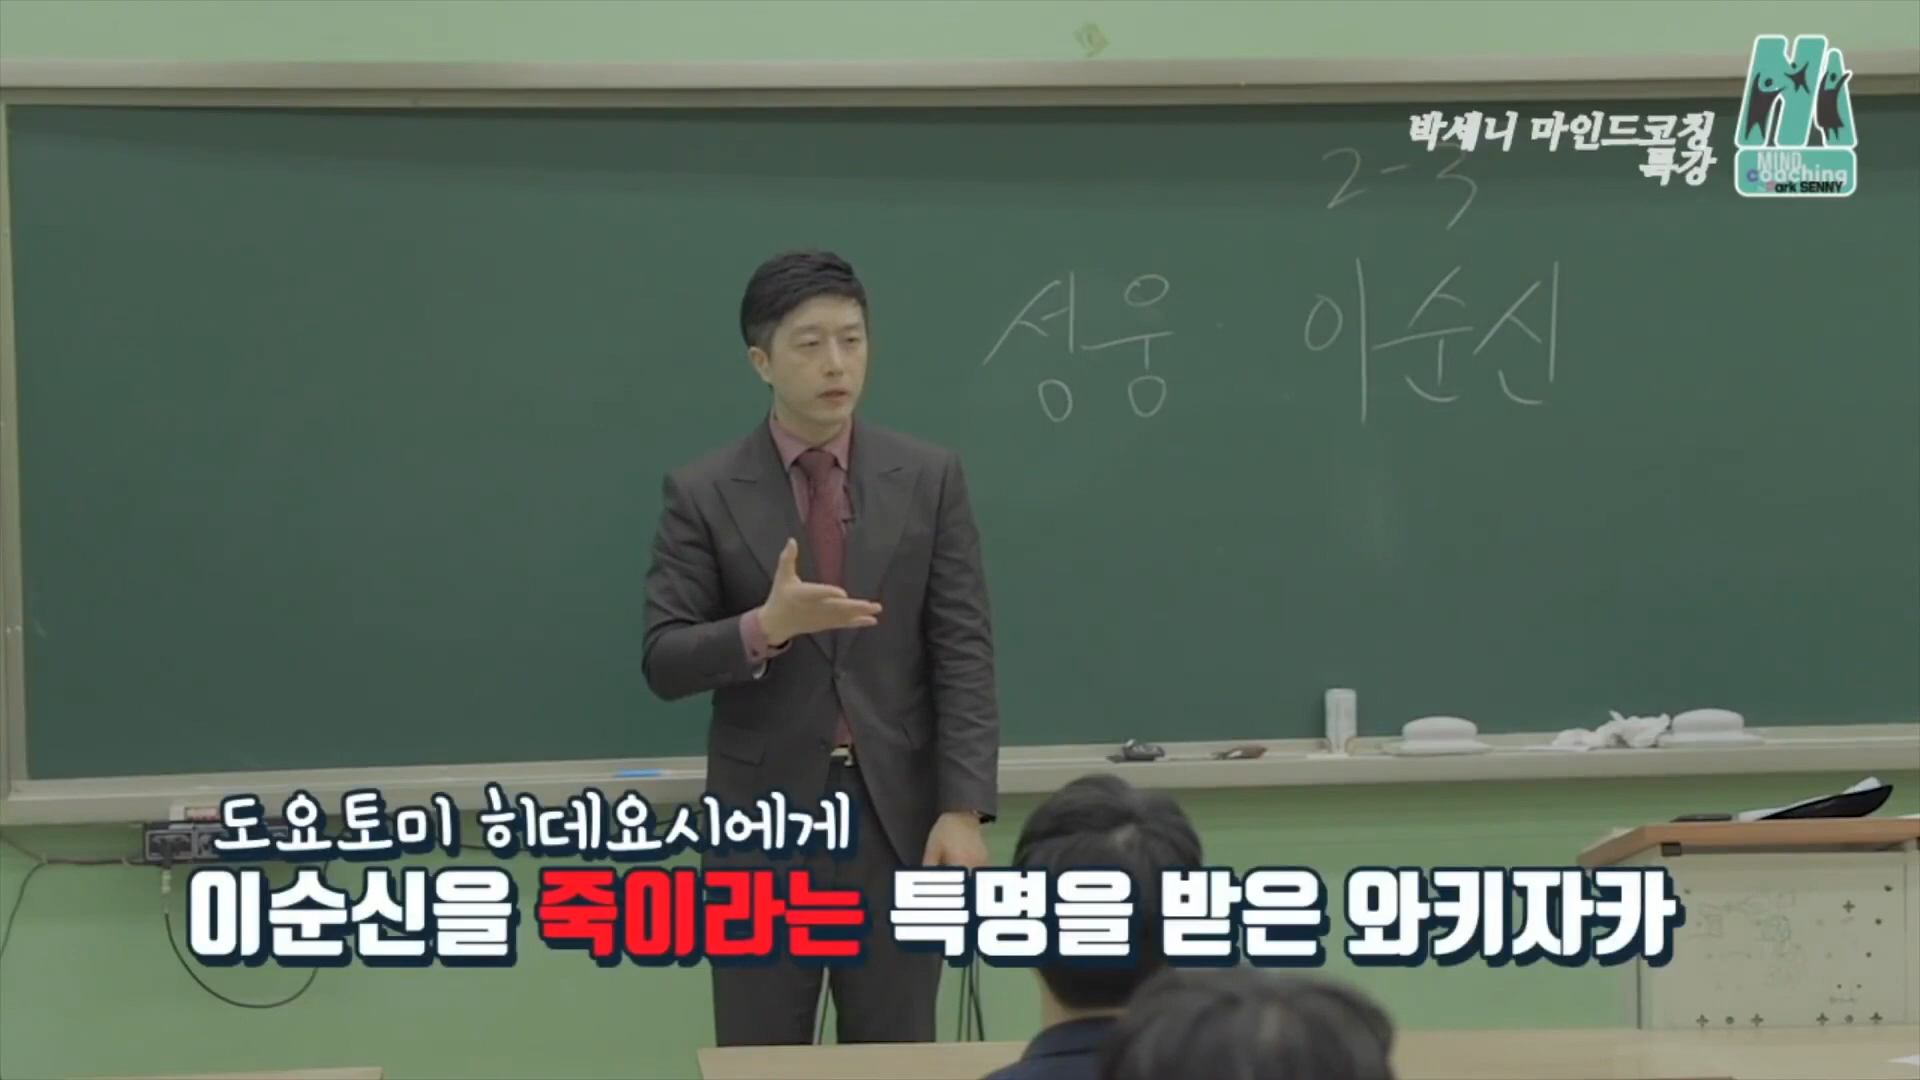 박세니 마인드코칭
특강
MIND
coaching
Park SENNY
2-3
성웅 이순신
도요토미 히데요시에게
이순신을 죽이라는 특명을 받은 와키자카